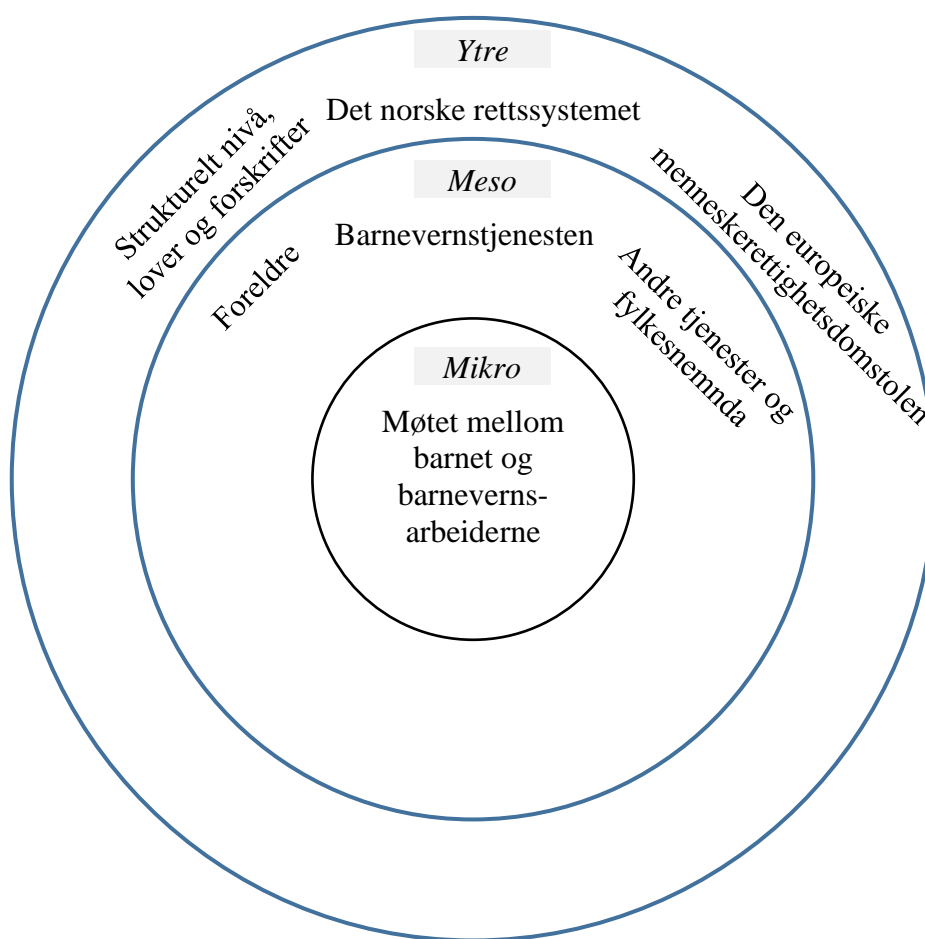 Ytre
Det norske rettssystemet
Strukturelt nivå,
lover og forskrifter
Den europeiske
menneskerettighetsdomstolen
Meso
Barnevernstjenesten
Foreldre
Andre tjenester og
fylkesnemnda
Mikro
Møtet mellom
barnet og
barneverns-
arbeiderne